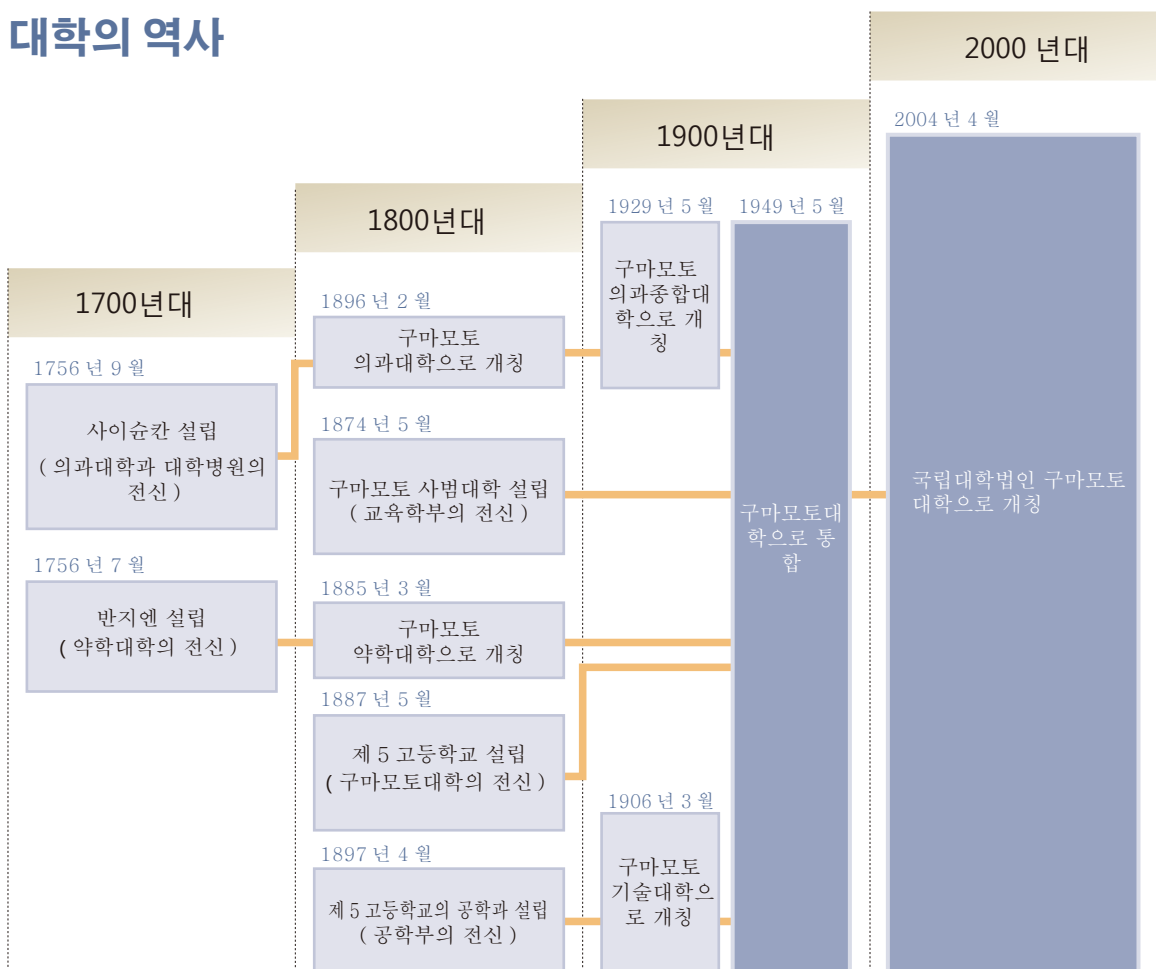 대학의 역사
1700년대
1756 년 9 월
사이슌칸 설립
( 의과대학과 대학병원의
전신 )
1756 년 7 월
반지엔 설립
( 약학대학의 전신 )
1800년대
1896 년 2 월
구마모토
의과대학으로 개칭
1874 년 5 월
구마모토 사범대학 설립
( 교육학부의 전신 )
1885 년 3 월
구마모토
약학대학으로 개칭
1887 년 5 월
제 5 고등학교 설립
( 구마모토대학의 전신 )
1897 년 4 월
제 5 고등학교의 공학과 설립
( 공학부의 전신 )
1900년대
1929 년 5 월
구마모토
의과종합대
학으로 개
칭
1906 년 3 월
구마모토
기술대학으
로 개칭
1949 년 5 월
구마모토대
학으로 통
합
2000 년대
2004 년 4 월
국립대학법인 구마모토
대학으로 개칭